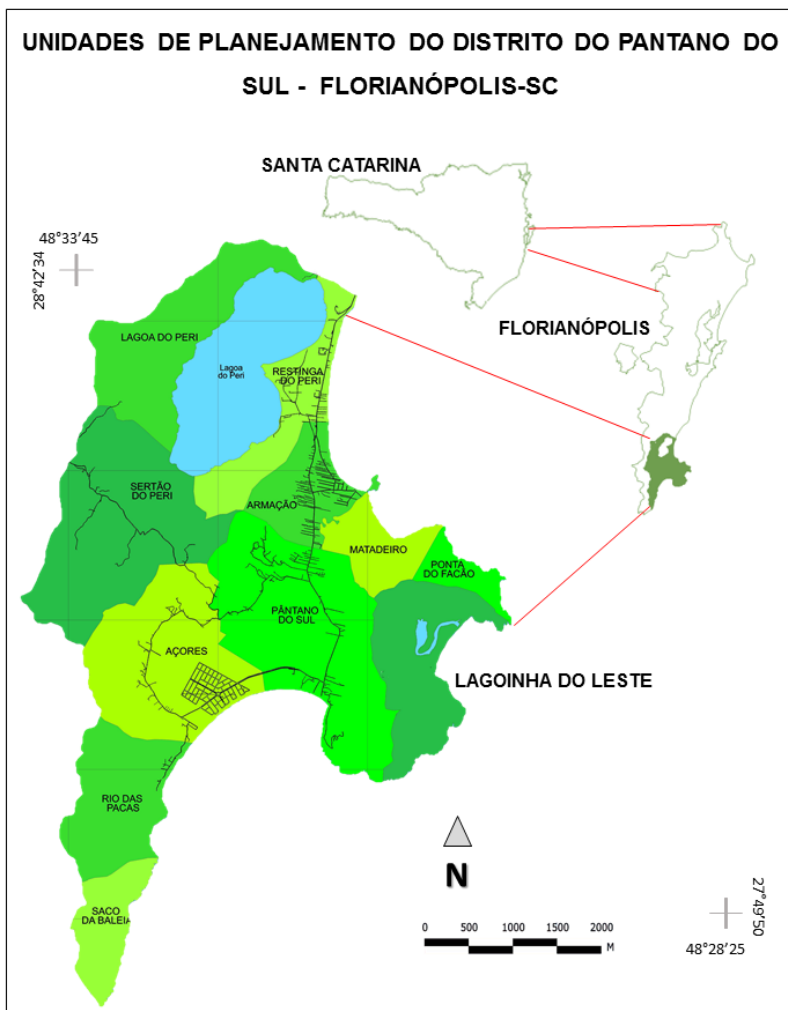 UNIDADES DE PLANEJAMENTO DO DISTRITO DO PANTANO DO
SUL - FLORIANÓPOLIS-SC
SANTA CATARINA
48°33'45
28°42'34
FLORIANÓPOLIS
LAGOA DO PERI
Lagoa
do Peri
RESTINGA
DO PERI
SERTÃO
DO PERI
ARMAÇÃO
MATADEIRO
PONTA
DO FACÃO
PÂNTANO
DO SUL
AÇORES
LAGOINHA DO LESTE
RIO DAS
PACAS
N
SACO
DA BALEIA
0 500 1000 1500 2000
M
27°49'50
48°28'25